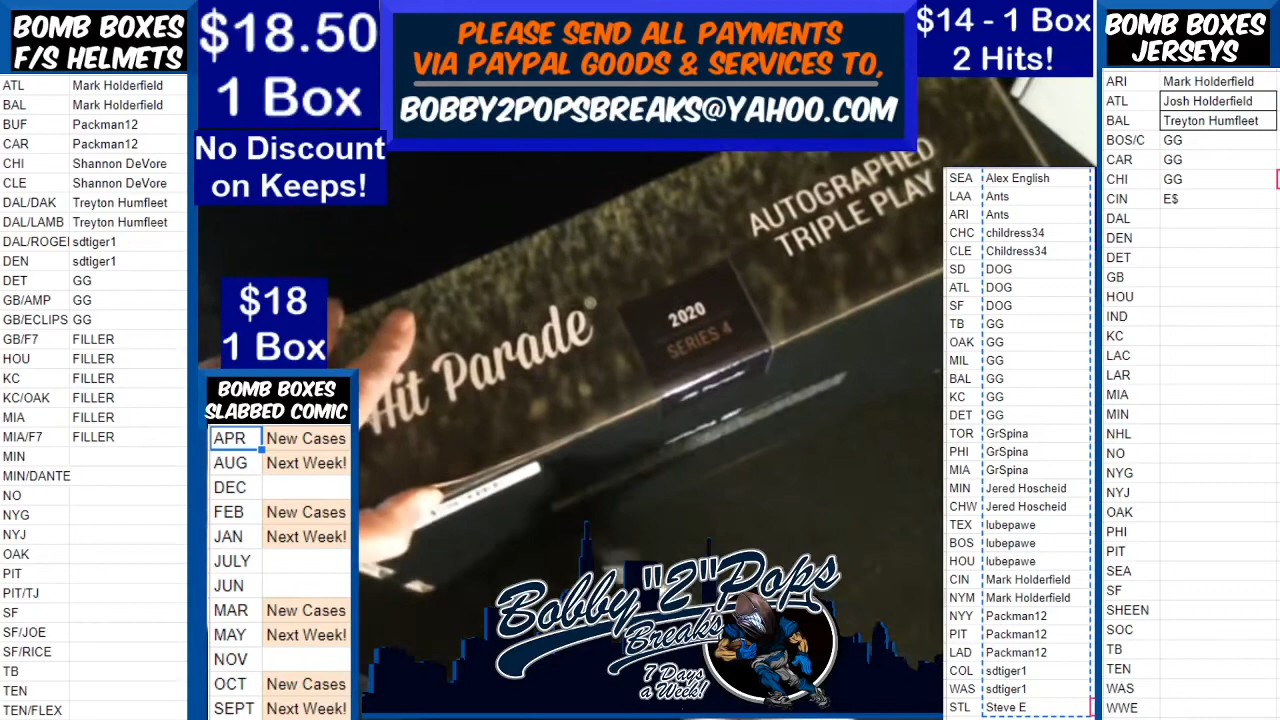 BOMB BOXES
F/S HELMETS
ATL Mark Holderfield
BAL Mark Holderfield
BUF Packman12
CAR Packman12
CHI Shannon DeVore
CLE Shannon DeVore
DAL/DAK Treyton Humfleet
DAL/LAMB Treyton Humfleet
DAL/ROGEI sdtiger1
DEN sdtiger1
DET GG
GB/AMP GG
GB/ECLIPS GG
GB/F7 FILLER
HOU FILLER
KC FILLER
KC/OAK FILLER
MIA FILLER
MIA/F7 FILLER
MIN
MIN/DANTE
NO
NYG
NYJ
OAK
PIT
PIT/TJ
SF
SF/JOE
SF/RICE
TB
TEN
TEN/FLEX
$18.50
1 Box
No Discount
on Keeps!
$18
1 Box
BOMB BOXES
SLABBED COMIC
APR New Cases
AUG Next Week!
DEC
FEB New Cases
JAN Next Week!
JULY
JUN
MAR New Cases
MAY Next Week!
NOV
OCT New Cases
SEPT Next Week!
PLEASE SEND ALL PAYMENTS
VIA PAYPAL GOODS & SERVICES TO,
BOBBY2POPSBREAKS@YAHOO.COM
AUTOGRAPHED
TRIPLE PLAY
Hit Parade®
2020
SERIES 4
Bobby "2" Pops
Breaks
7 Days
a Week!
$14 - 1 Box
2 Hits!
SEA Alex English
LAA Ants
ARI Ants
CHC childress34
CLE Childress34
SD DOG
ATL DOG
SF DOG
TB GG
OAK GG
MIL GG
BAL GG
KC GG
DET GG
TOR GrSpina
PHI GrSpina
MIA GrSpina
MIN Jered Hoscheid
CHW Jered Hoscheid
TEX lubepawe
BOS lubepawe
HOU lubepawe
CIN Mark Holderfield
NYM Mark Holderfield
NYY Packman12
PIT Packman12
LAD Packman12
COL sdtiger1
WAS sdtiger1
STL Steve E
BOMB BOXES
JERSEYS
ARI Mark Holderfield
ATL Josh Holderfield
BAL Treyton Humfleet
BOS/C GG
CAR GG
CHI GG
CIN E$
DAL
DEN
DET
GB
HOU
IND
KC
LAC
LAR
MIA
MIN
NHL
NO
NYG
NYJ
OAK
PHI
PIT
SEA
SF
SHEEN
SOC
TB
TEN
WAS
WWE